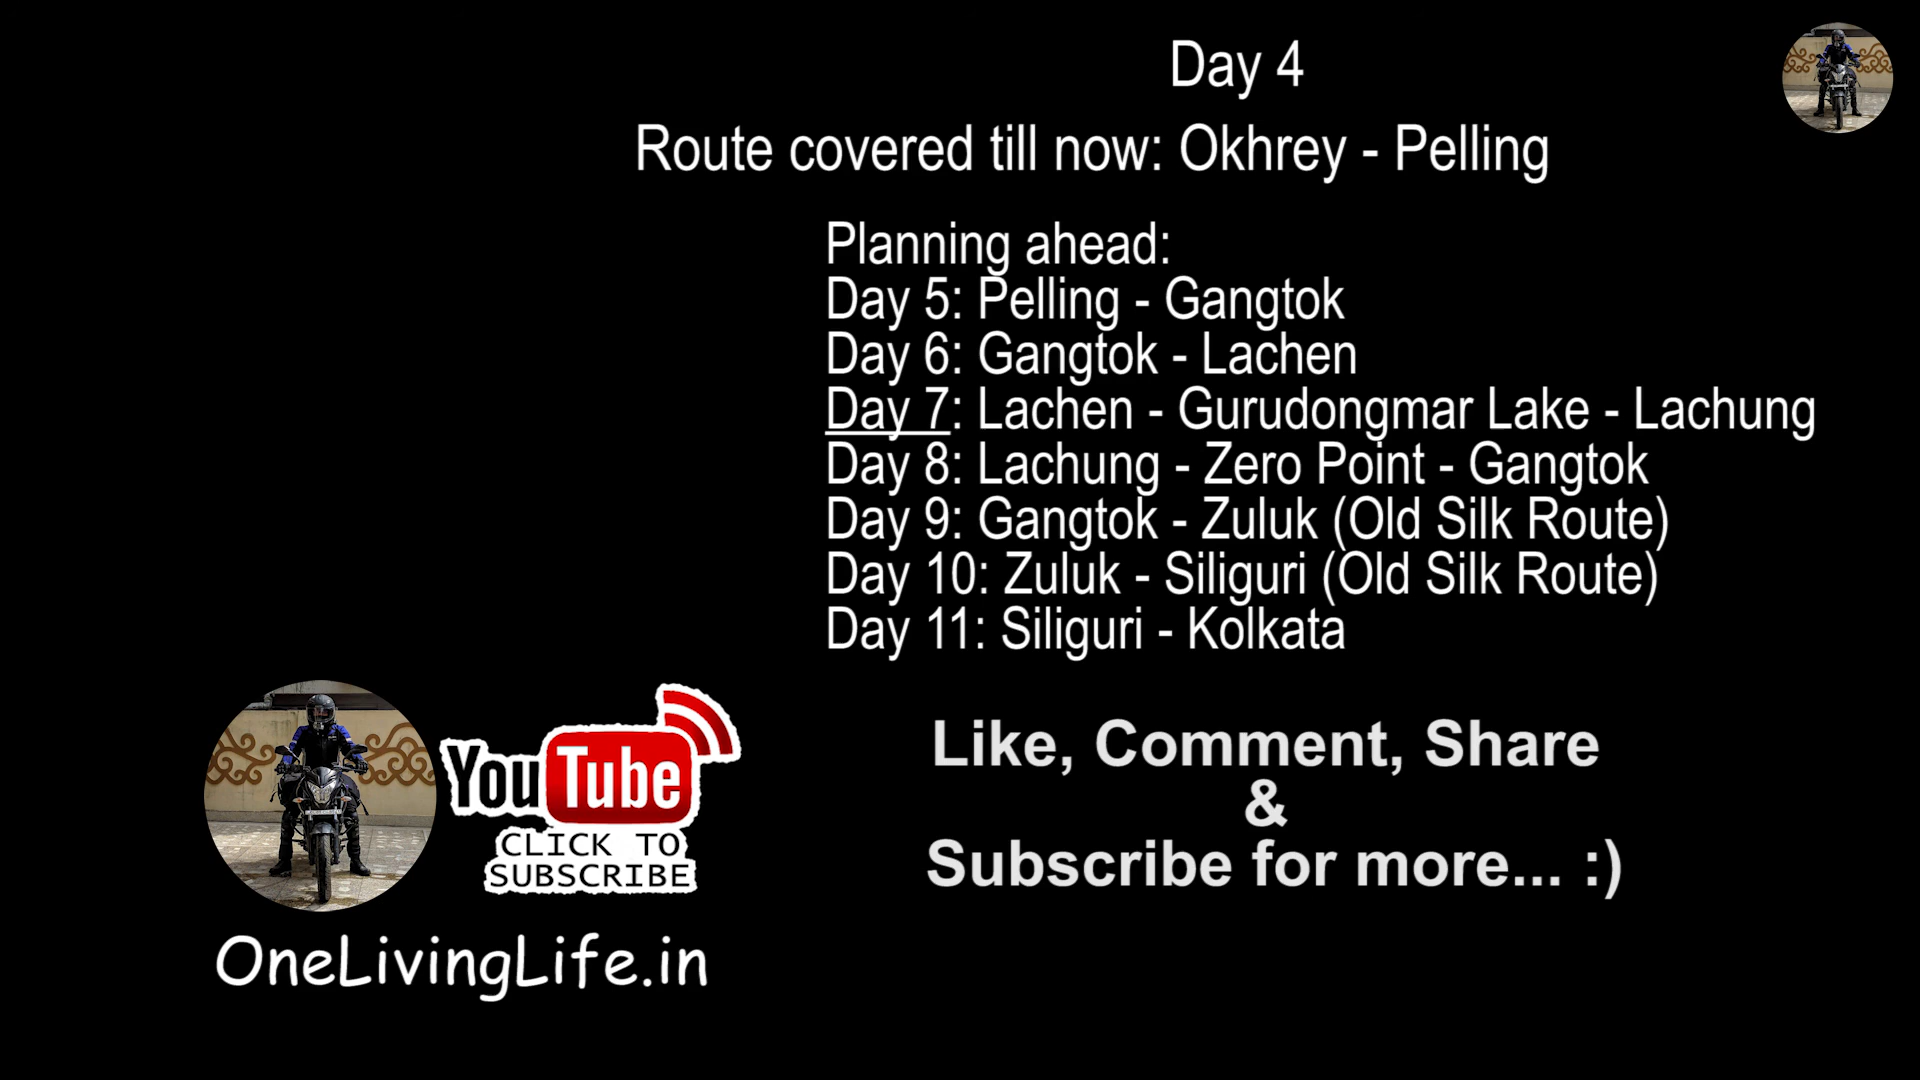 Day 4
Route covered till now: Okhrey - Pelling
Planning ahead:
Day 5: Pelling - Gangtok
Day 6: Gangtok - Lachen
Day 7: Lachen - Gurudongmar Lake - Lachung
Day 8: Lachung - Zero Point - Gangtok
Day 9: Gangtok - Zuluk (Old Silk Route)
Day 10: Zuluk - Siliguri (Old Silk Route)
Day 11: Siliguri - Kolkata
YouTube
CLICK TO
SUBSCRIBE
OneLivingLife.in
Like, Comment, Share
&
Subscribe for more... :)